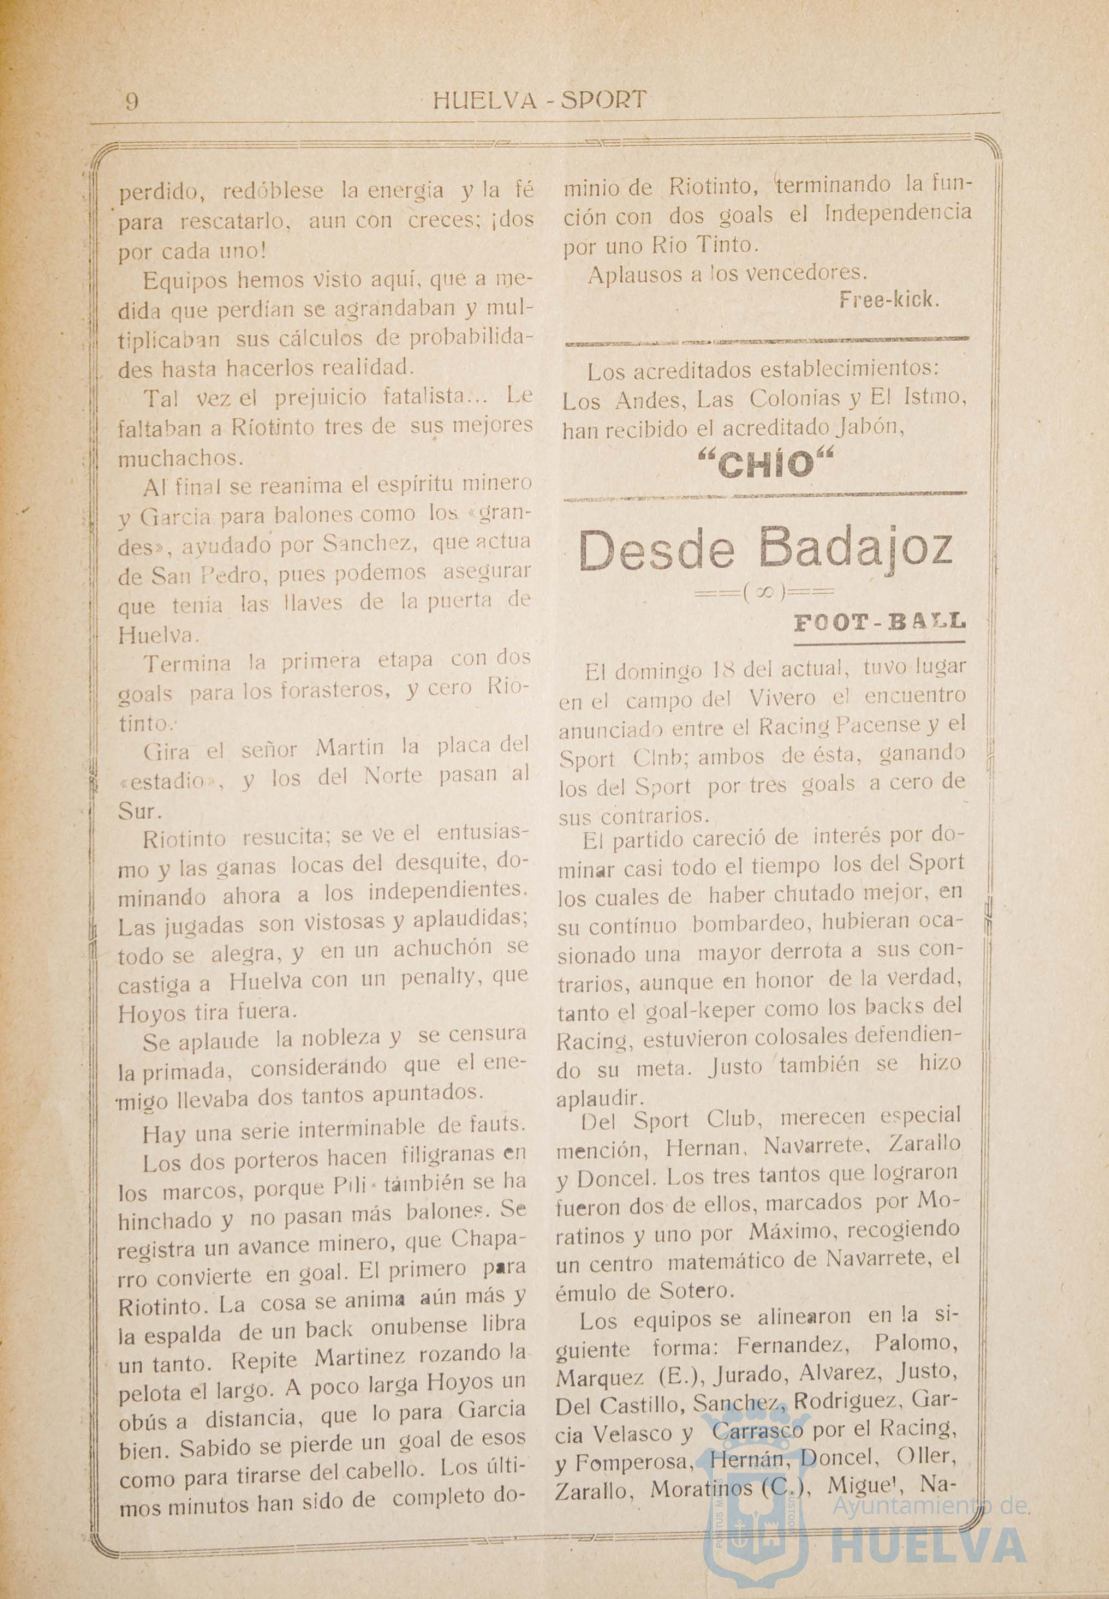 9
HUELVA - SPORT
perdido, redóblese la energia y la fé
para rescatarlo, aun con creces; ¡dos
por cada uno!
Equipos hemos visto aquí, que a me-
dida que perdían se agrandaban y mul-
tiplicaban sus cálculos de probabilida-
des hasta hacerlos realidad.
Tal vez el prejuicio fatalista... Le
faltaban a Ríotinto tres de sus mejores
muchachos.
Al final se reanima el espíritu minero
y Garcia para balones como los «gran-
des», ayudado por Sanchez, que actua
de San Pedro, pues podemos asegurar
que tenia las llaves de la puerta de
Huelva.
Termina la primera etapa con dos
goals para los forasteros, y cero Rio-
tinto.
Gira el señor Martin la placa del
«estadio», y los del Norte pasan al
Sur.
Riotinto resucita; se ve el entusias-
mo y las ganas locas del desquite, do-
minando ahora a los independientes.
Las jugadas son vistosas y aplaudidas;
todo se alegra, y en un achuchón se
castiga a Huelva con un penalty, que
Hoyos tira fuera.
Se aplaude la nobleza y se censura
la primada, considerando que el ene-
migo llevaba dos tantos apuntados.
Hay una serie interminable de fauts.
Los dos porteros hacen filigranas en
los marcos, porque Pili también se ha
hinchado y no pasan más balones. Se
registra un avance minero, que Chapa-
rro convierte en goal. El primero para
Riotinto. La cosa se anima aún más y
la espalda de un back onubense libra
un tanto. Repite Martinez rozando la
pelota el largo. A poco larga Hoyos un
obús a distancia, que lo para Garcia
bien. Sabido se pierde un goal de esos
como para tirarse del cabello. Los últi-
mos minutos han sido de completo do-
minio de Riotinto, terminando la fun-
ción con dos goals el Independencia
por uno Rio Tinto.
Aplausos a los vencedores.
Free-kick.
Los acreditados establecimientos:
Los Andes, Las Colonias y El Istmo,
han recibido el acreditado Jabón,
“CHÍO“
Desde Badajoz
==( ∞ )==
FOOT-BALL
El domingo 18 del actual, tuvo lugar
en el campo del Vivero el encuentro
anunciado entre el Racing Pacense y el
Sport Clnb; ambos de ésta, ganando
los del Sport por tres goals a cero de
sus contrarios.
El partido careció de interés por do-
minar casi todo el tiempo los del Sport
los cuales de haber chutado mejor, en
su contínuo bombardeo, hubieran oca-
sionado una mayor derrota a sus con-
trarios, aunque en honor de la verdad,
tanto el goal-keper como los backs del
Racing, estuvieron colosales defendien-
do su meta. Justo también se hizo
aplaudir.
Del Sport Club, merecen especial
mención, Hernan, Navarrete, Zarallo
y Doncel. Los tres tantos que lograron
fueron dos de ellos, marcados por Mo-
ratinos y uno por Máximo, recogiendo
un centro matemático de Navarrete, el
émulo de Sotero.
Los equipos se alinearon en la si-
guiente forma: Fernandez, Palomo,
Marquez (E.), Jurado, Alvarez, Justo,
Del Castillo, Sanchez, Rodriguez, Gar-
cia Velasco y Carrasco por el Racing,
y Fomperosa, Hernán, Doncel, Oller,
Zarallo, Moratinos (C.), Miguel, Na-
Ayuntamiento de
HUELVA